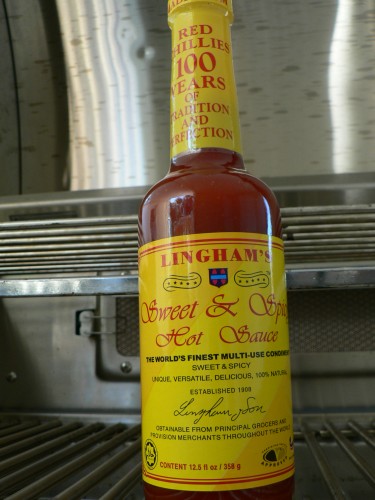 RED
CHILLIES
100
YEARS
OF
TRADITION
AND
PERFECTION
LINGHAM'S
Sweet & Spicy
Hot Sauce
THE WORLD'S FINEST MULTI-USE CONDIMENT
SWEET & SPICY
UNIQUE, VERSATILE, DELICIOUS, 100% NATURAL
ESTABLISHED 1908
Lingham & Son
OBTAINABLE FROM PRINCIPAL GROCERS AND
PROVISION MERCHANTS THROUGHOUT THE WORLD
CONTENT 12.5 fl oz / 358 g